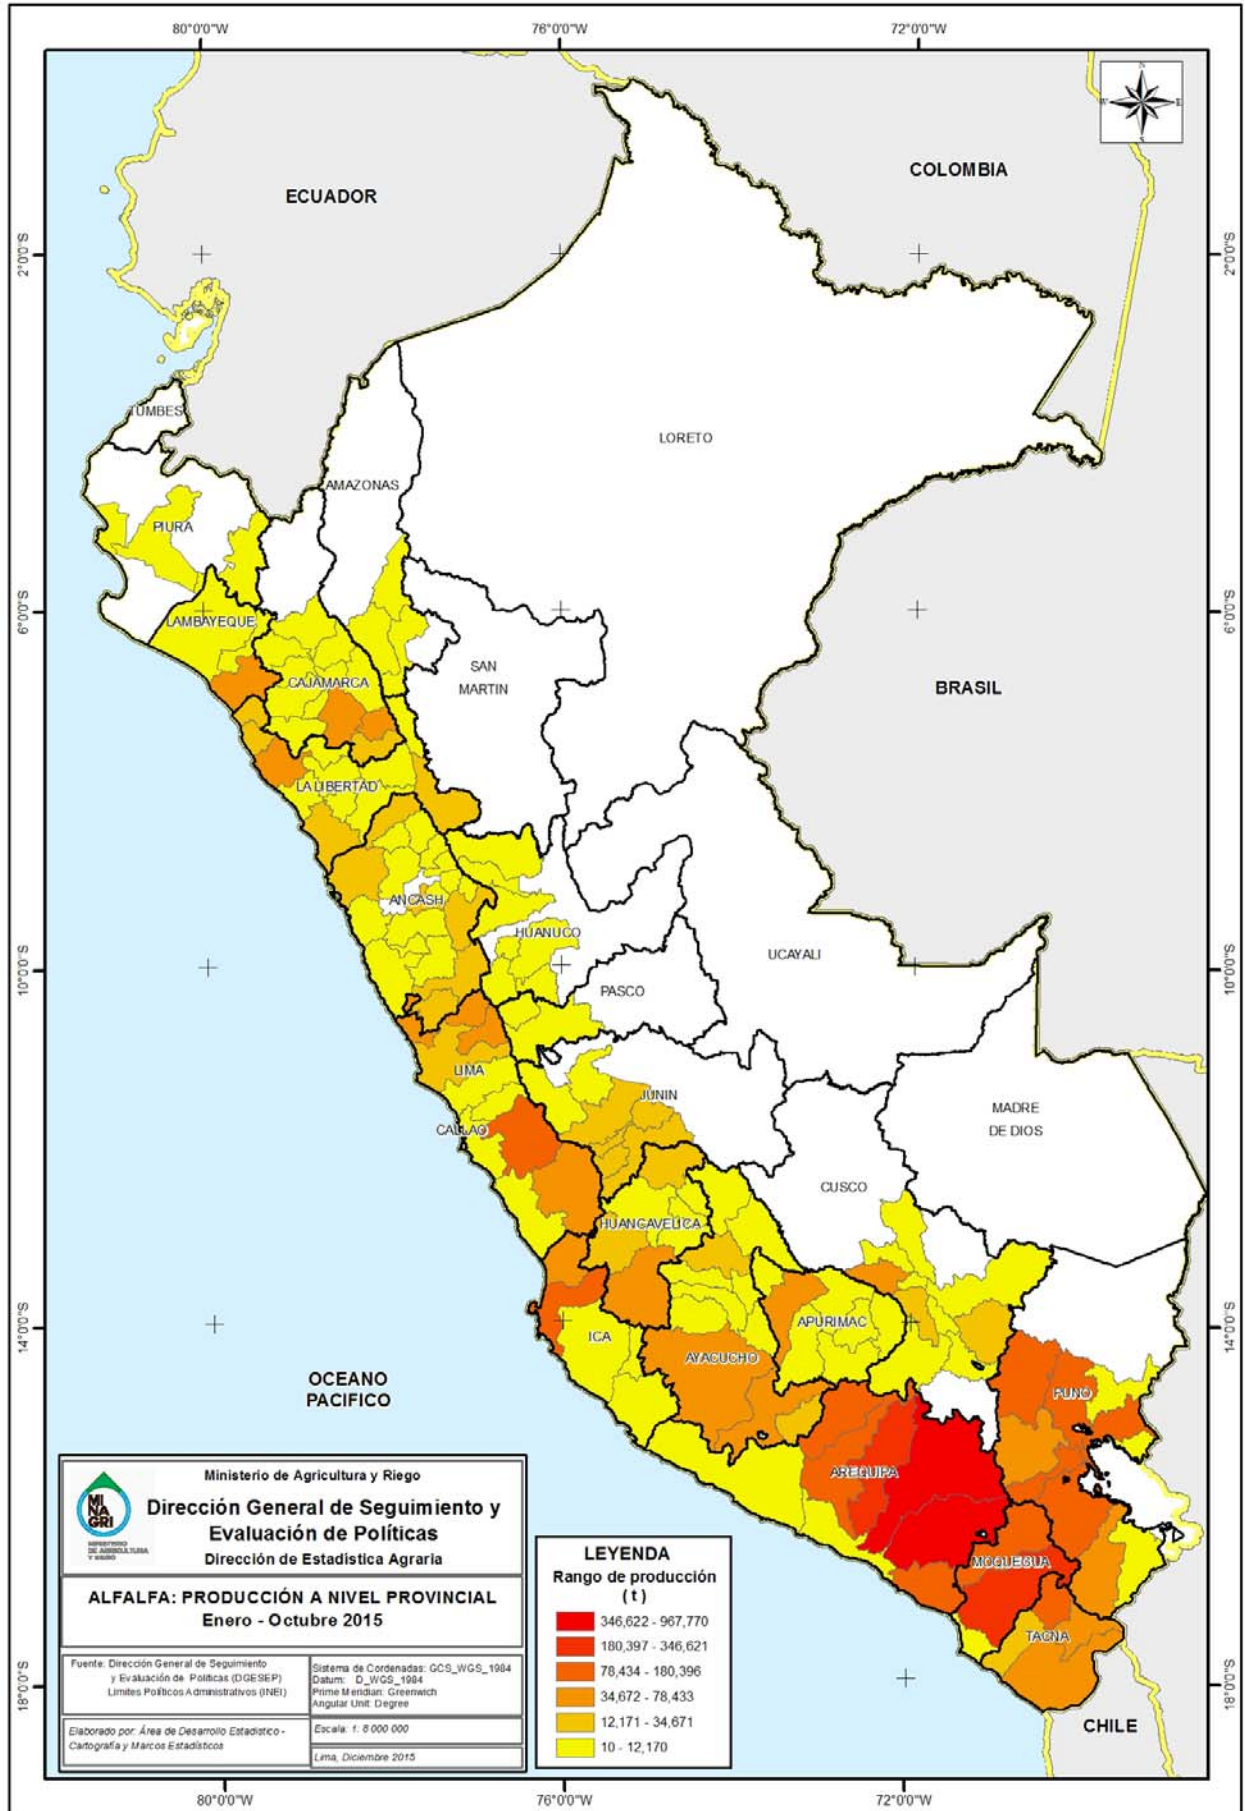 80°0'0"W
76°0'0"W
72°0'0"W
N
W
E
S
ECUADOR
COLOMBIA
2°0'0"S
2°0'0"S
TUMBES
LORETO
AMAZONAS
PIURA
6°0'0"S
6°0'0"S
LAMBAYEQUE
SAN
MARTIN
CAJAMARCA
BRASIL
LA LIBERTAD
ANCASH
HUANUCO
UCAYALI
10°0'0"S
10°0'0"S
PASCO
LIMA
JUNIN
MADRE
DE DIOS
CALLAO
CUSCO
HUANCAVELICA
14°0'0"S
14°0'0"S
ICA
APURIMAC
AYACUCHO
OCEANO
PACIFICO
PUNO
AREQUIPA
MOQUEGUA
TACNA
18°0'0"S
18°0'0"S
CHILE
MINAGRI
MINISTERIO
DE AGRICULTURA
Y RIEGO
Ministerio de Agricultura y Riego
Dirección General de Seguimiento y
Evaluación de Políticas
Dirección de Estadística Agraria
ALFALFA: PRODUCCIÓN A NIVEL PROVINCIAL
Enero - Octubre 2015
Fuente: Dirección General de Seguimiento
y Evaluación de Politicas (DGESEP)
Limites Políticos Administrativos (INEI)
Sistema de Cordenadas: GCS_WGS_1984
Datum: D_WGS_1984
Prime Meridian: Greenwich
Angular Unit: Degree
Elaborado por: Área de Desarrollo Estadístico -
Cartografía y Marcos Estadísticos
Escala: 1: 8 000 000
Lima, Diciembre 2015
LEYENDA
Rango de producción
( t )
346,622 - 967,770
180,397 - 346,621
78,434 - 180,396
34,672 - 78,433
12,171 - 34,671
10 - 12,170
80°0'0"W
76°0'0"W
72°0'0"W